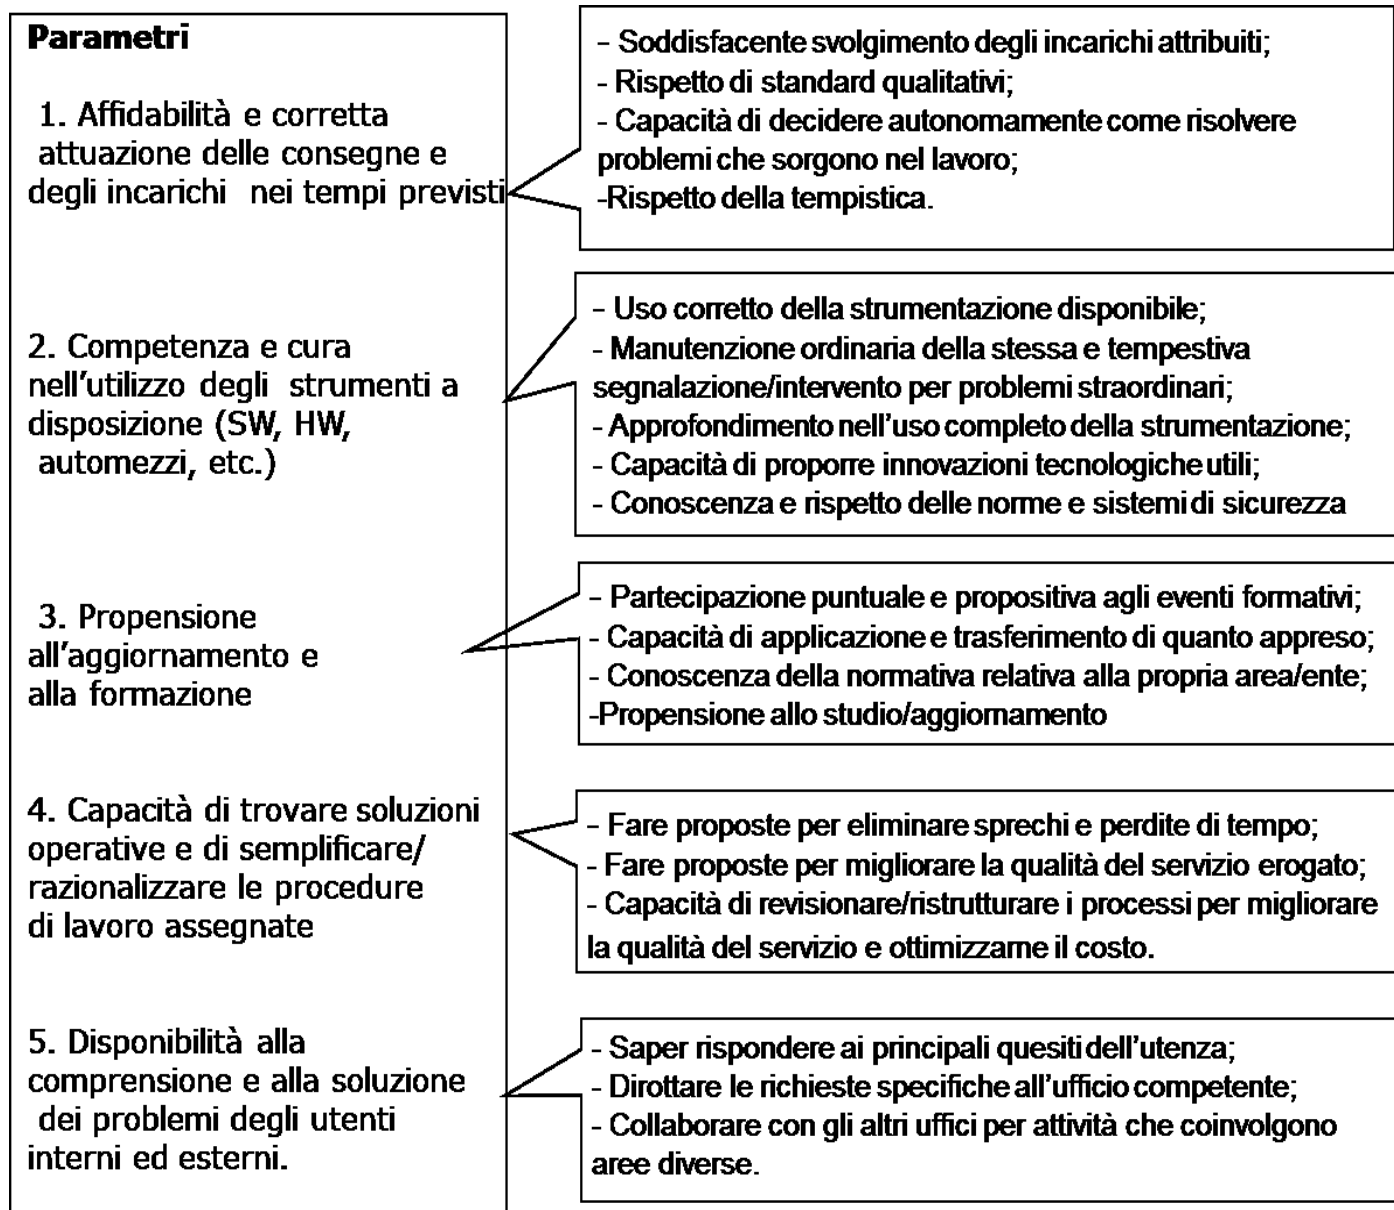 Parametri
1. Affidabilità e corretta
attuazione delle consegne e
degli incarichi nei tempi previsti
- Soddisfacente svolgimento degli incarichi attribuiti;
- Rispetto di standard qualitativi;
- Capacità di decidere autonomamente come risolvere
problemi che sorgono nel lavoro;
-Rispetto della tempistica.
2. Competenza e cura
nell'utilizzo degli strumenti a
disposizione (SW, HW,
automezzi, etc.)
- Uso corretto della strumentazione disponibile;
- Manutenzione ordinaria della stessa e tempestiva
segnalazione/intervento per problemi straordinari;
- Approfondimento nell'uso completo della strumentazione;
- Capacità di proporre innovazioni tecnologiche utili;
- Conoscenza e rispetto delle norme e sistemi di sicurezza
3. Propensione
all'aggiornamento e
alla formazione
- Partecipazione puntuale e propositiva agli eventi formativi;
- Capacità di applicazione e trasferimento di quanto appreso;
- Conoscenza della normativa relativa alla propria area/ente;
-Propensione allo studio/aggiornamento
4. Capacità di trovare soluzioni
operative e di semplificare/
razionalizzare le procedure
di lavoro assegnate
- Fare proposte per eliminare sprechi e perdite di tempo;
- Fare proposte per migliorare la qualità del servizio erogato;
- Capacità di revisionare/ristrutturare i processi per migliorare
la qualità del servizio e ottimizzarne il costo.
5. Disponibilità alla
comprensione e alla soluzione
dei problemi degli utenti
interni ed esterni.
- Saper rispondere ai principali quesiti dell'utenza;
- Dirottare le richieste specifiche all'ufficio competente;
- Collaborare con gli altri uffici per attività che coinvolgono
aree diverse.